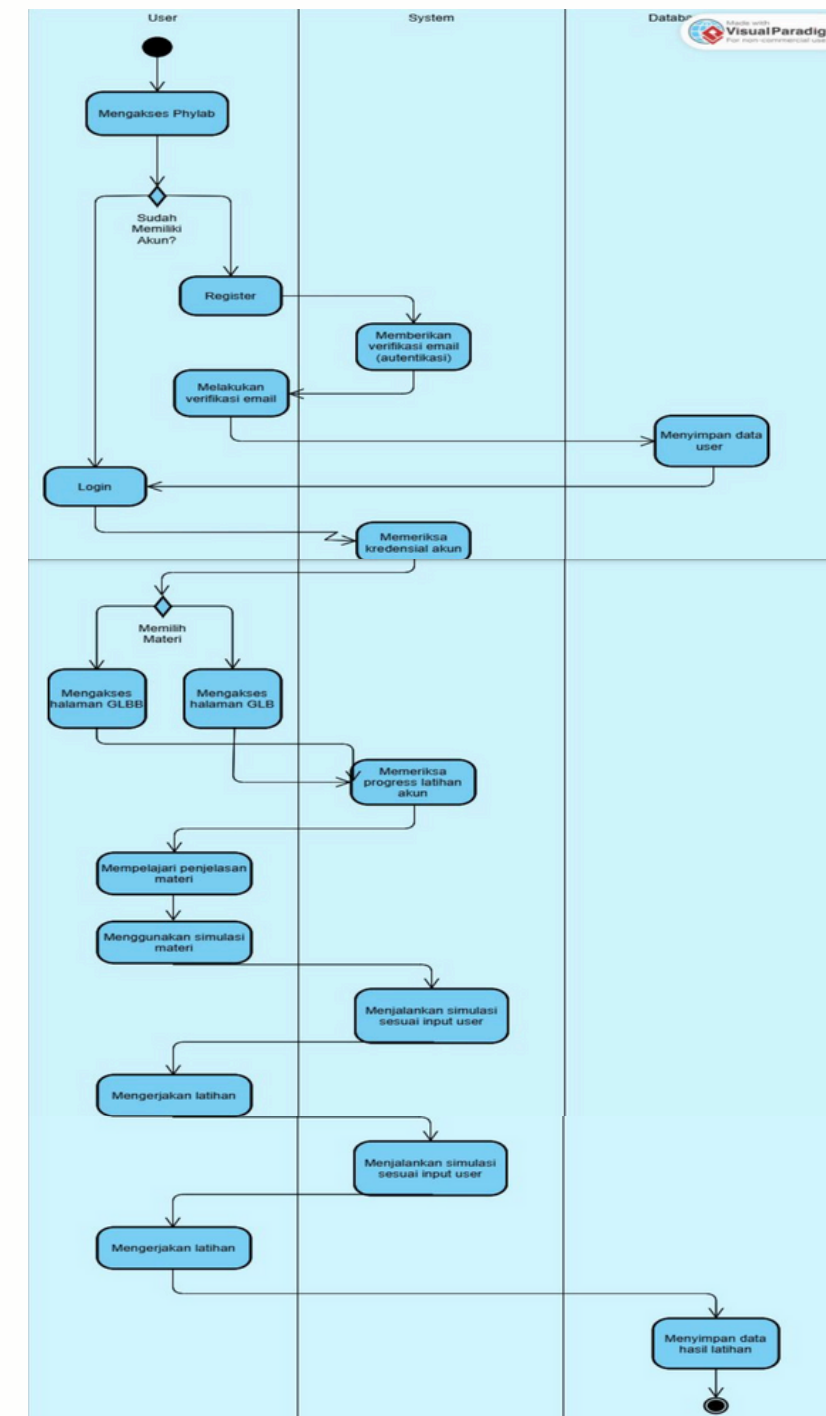 User
System
Databa
Made with
VisualParadig
For non-commercial use
Mengakses Phylab
Sudah
Memiliki
Akun?
Register
Memberikan
verifikasi email
(autentikasi)
Melakukan
verifikasi email
Menyimpan data
user
Login
Memeriksa
kredensial akun
Memilih
Materi
Mengakses
halaman GLBB
Mengakses
halaman GLB
Memeriksa
progress latihan
akun
Mempelajari penjelasan
materi
Menggunakan simulasi
materi
Menjalankan simulasi
sesuai input user
Mengerjakan latihan
Menjalankan simulasi
sesuai input user
Mengerjakan latihan
Menyimpan data
hasil latihan